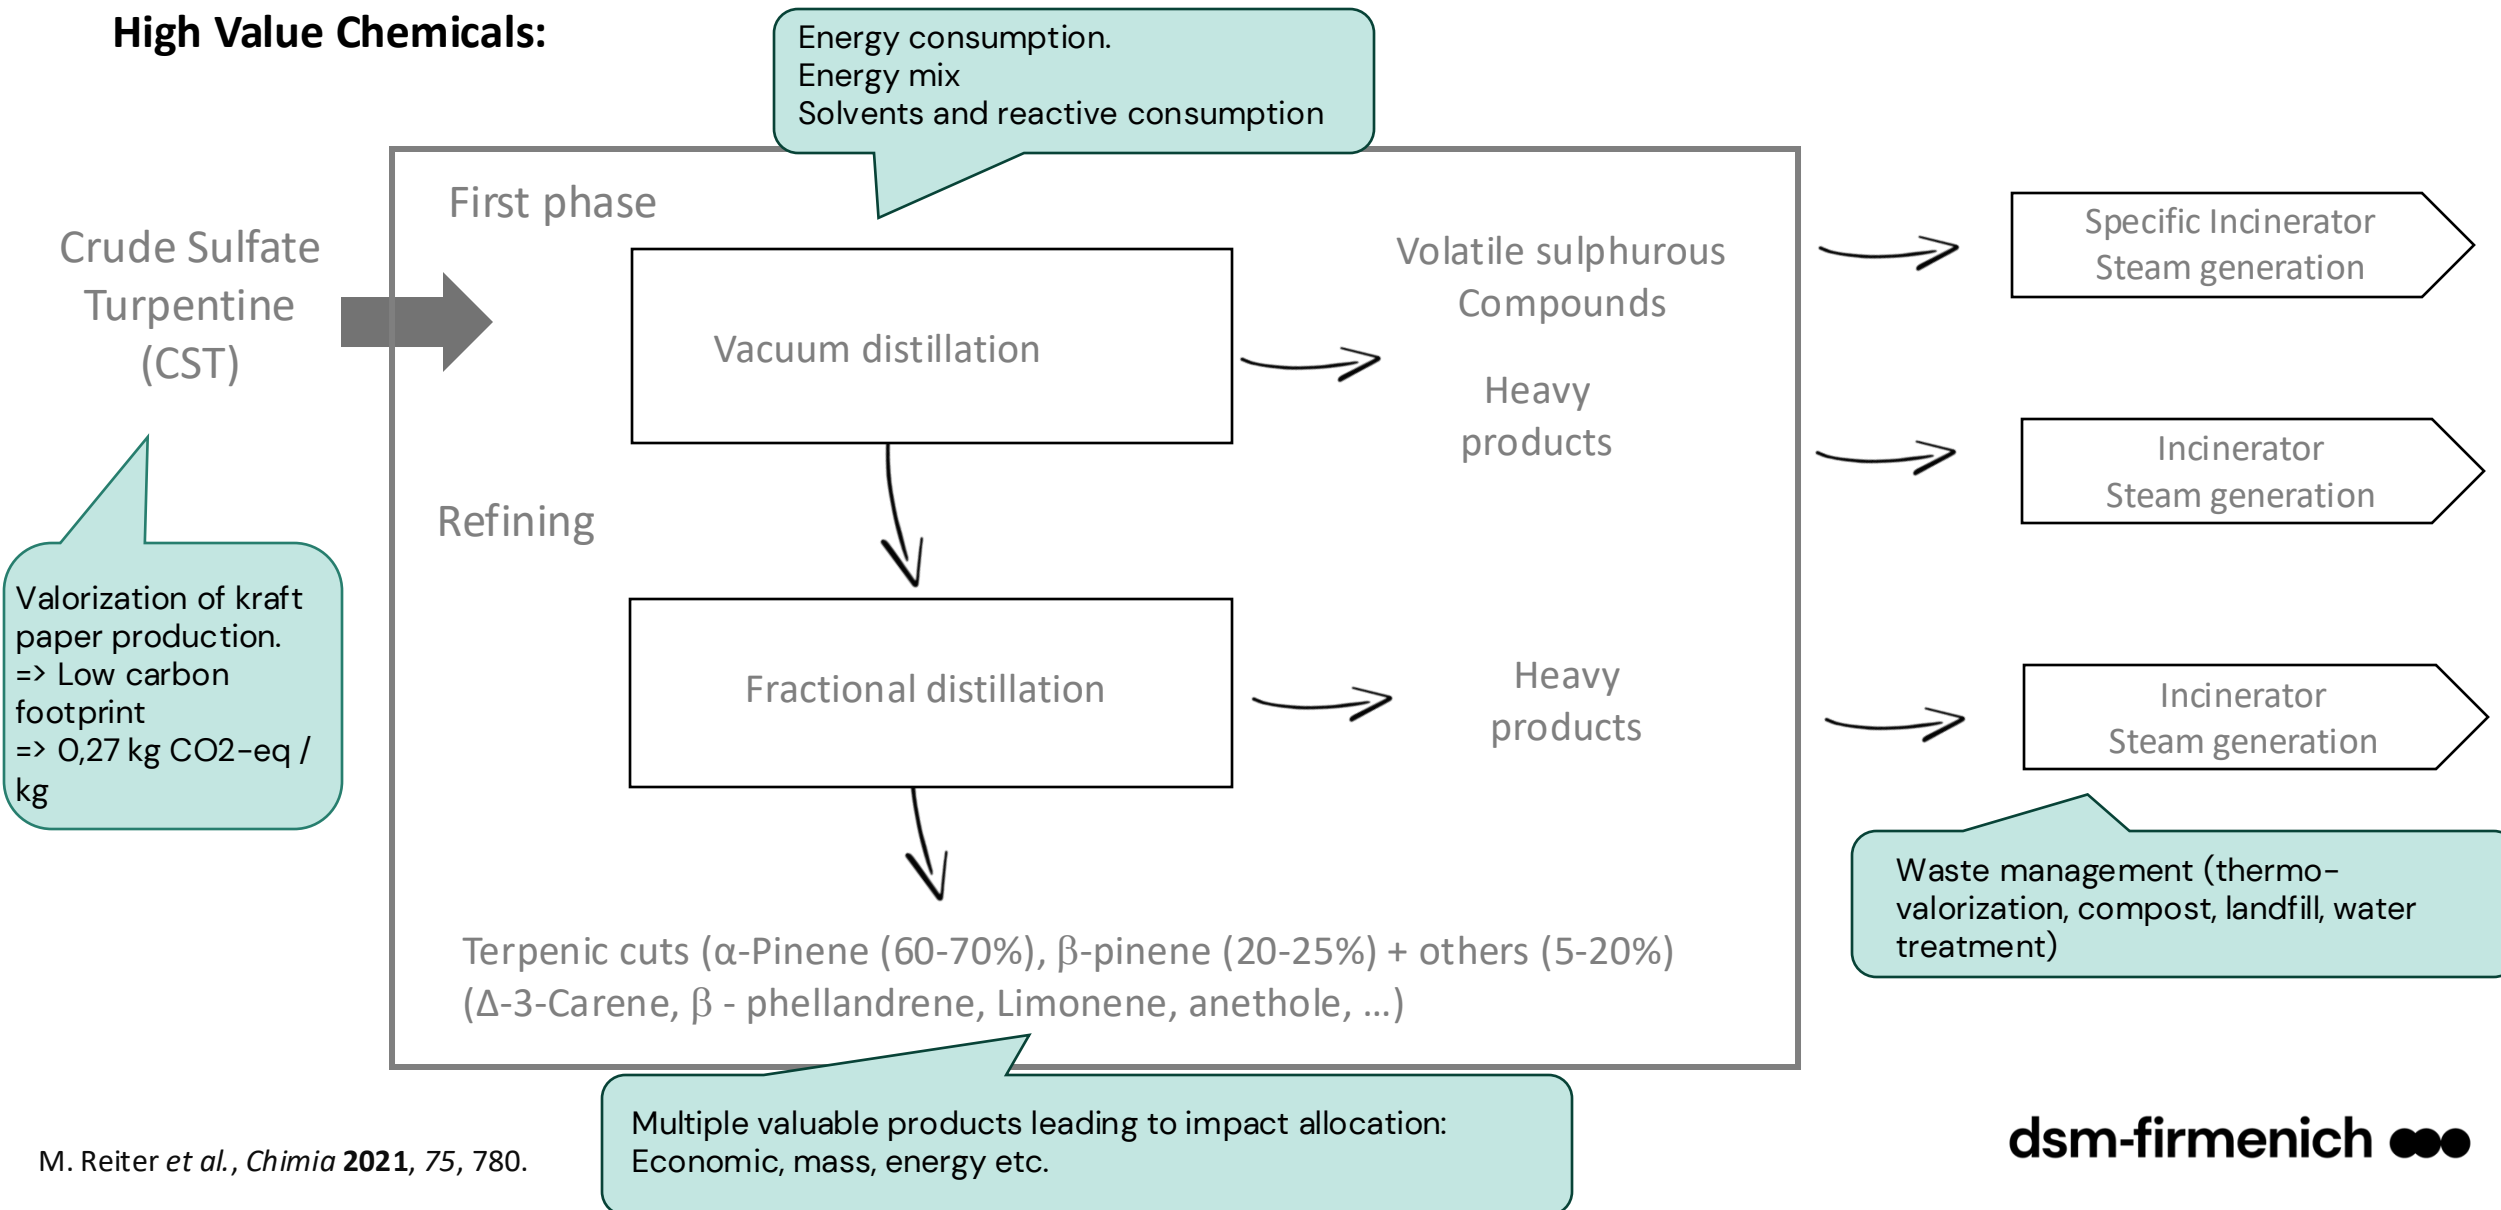 High Value Chemicals:
Energy consumption.
Energy mix
Solvents and reactive consumption
First phase
Crude Sulfate
Turpentine
(CST)
Vacuum distillation
Volatile sulphurous
Compounds
Heavy
products
Specific Incinerator
Steam generation
Incinerator
Steam generation
Refining
Valorization of kraft
paper production.
=> Low carbon
footprint
=> 0,27 kg CO2-eq /
kg
Fractional distillation
Heavy
products
Incinerator
Steam generation
Waste management (thermo-
valorization, compost, landfill, water
treatment)
Terpenic cuts (α-Pinene (60-70%), β-pinene (20-25%) + others (5-20%)
(Δ-3-Carene, β - phellandrene, Limonene, anethole, ...)
Multiple valuable products leading to impact allocation:
Economic, mass, energy etc.
M. Reiter et al., Chimia 2021, 75, 780.
dsm-firmenich